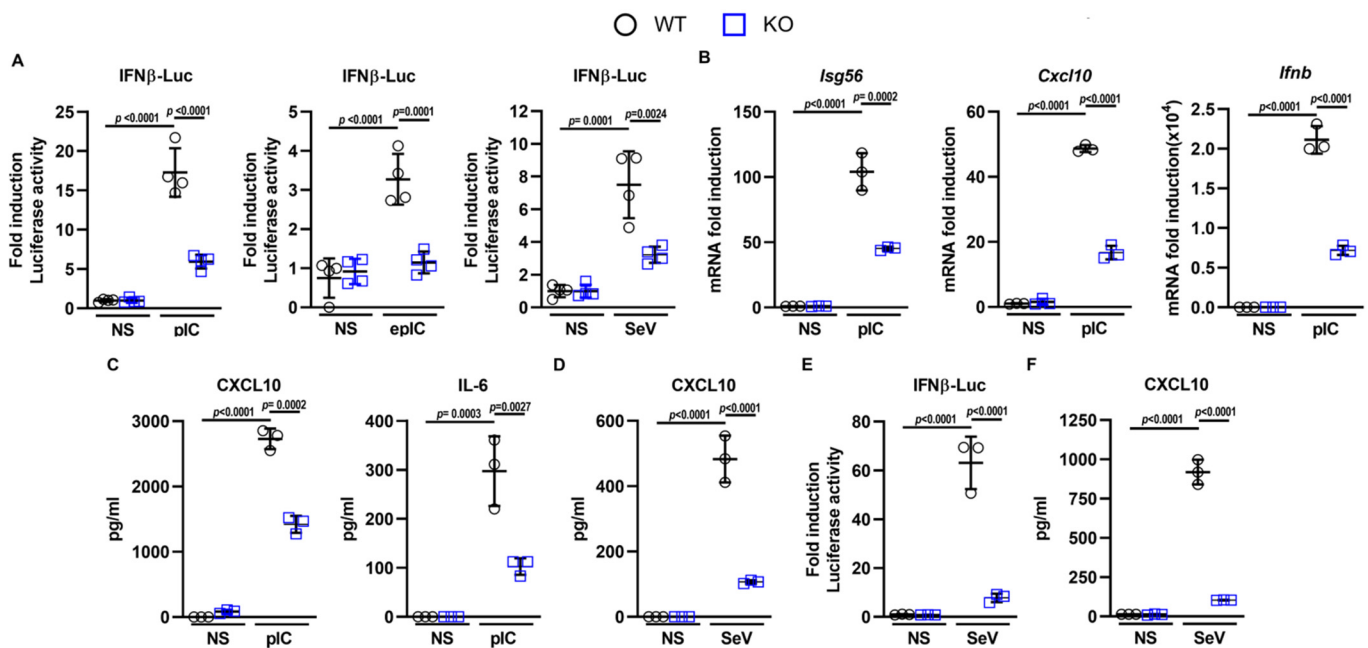 WT KO
A
IFNβ-Luc
Fold induction
Luciferase activity
25
20
15
10
5
0
p <0.0001
p <0.0001
NS pIC
IFNβ-Luc
Fold induction
Luciferase activity
5
4
3
2
1
0
p <0.0001
p=0.0001
NS epIC
IFNβ-Luc
Fold induction
Luciferase activity
12
10
8
6
4
2
0
p= 0.0001
p=0.0024
NS SeV
B
Isg56
mRNA fold induction
150
100
50
0
p<0.0001
p= 0.0002
NS pIC
Cxcl10
mRNA fold induction
60
40
20
0
p<0.0001
p<0.0001
NS pIC
Ifnb
mRNA fold induction(x10⁴)
2.5
2.0
1.5
1.0
0.5
0.0
p<0.0001
p<0.0001
NS pIC
C
CXCL10
pg/ml
3000
2000
1000
0
p<0.0001
p= 0.0002
NS pIC
IL-6
pg/ml
400
300
200
100
0
p= 0.0003
p=0.0027
NS pIC
D
CXCL10
pg/ml
600
400
200
0
p<0.0001
p<0.0001
NS SeV
E
IFNβ-Luc
Fold induction
Luciferase activity
80
60
40
20
0
p<0.0001
p<0.0001
NS SeV
F
CXCL10
pg/ml
1250
1000
750
500
250
0
p<0.0001
p<0.0001
NS SeV